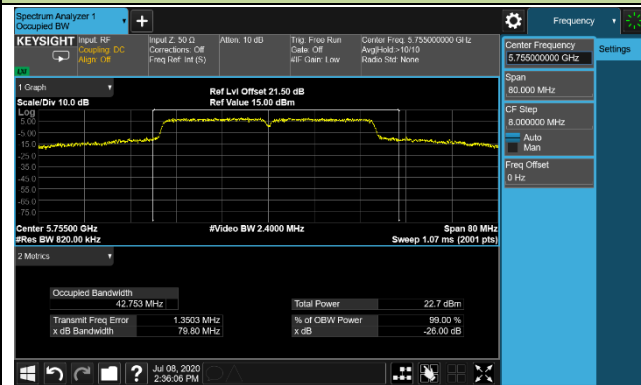 Spectrum Analyzer 1
Occupied BW
Frequency
KEYSIGHT
Input: RF
Coupling: DC
Align: Off
Input Z: 50 Ω
Corrections: Off
Freq Ref: Int (S)
Atten: 10 dB
Trig: Free Run
Gate: Off
#IF Gain: Low
Center Freq: 5.755000000 GHz
Avg|Hold:>10/10
Radio Std: None
Center Frequency
5.755000000 GHz
Settings
Span
80.000 MHz
CF Step
8.000000 MHz
Auto
Man
Freq Offset
0 Hz
1 Graph
Scale/Div 10.0 dB
Ref Lvl Offset 21.50 dB
Ref Value 15.00 dBm
Log
5.00
-5.00
-15.0
-25.0
-35.0
-45.0
-55.0
-65.0
-75.0
Center 5.75500 GHz
#Res BW 820.00 kHz
#Video BW 2.4000 MHz
Span 80 MHz
Sweep 1.07 ms (2001 pts)
2 Metrics
Occupied Bandwidth
42.753 MHz
Total Power
22.7 dBm
Transmit Freq Error
1.3503 MHz
% of OBW Power
99.00 %
x dB Bandwidth
79.80 MHz
x dB
-26.00 dB
?
Jul 08, 2020
2:36:06 PM